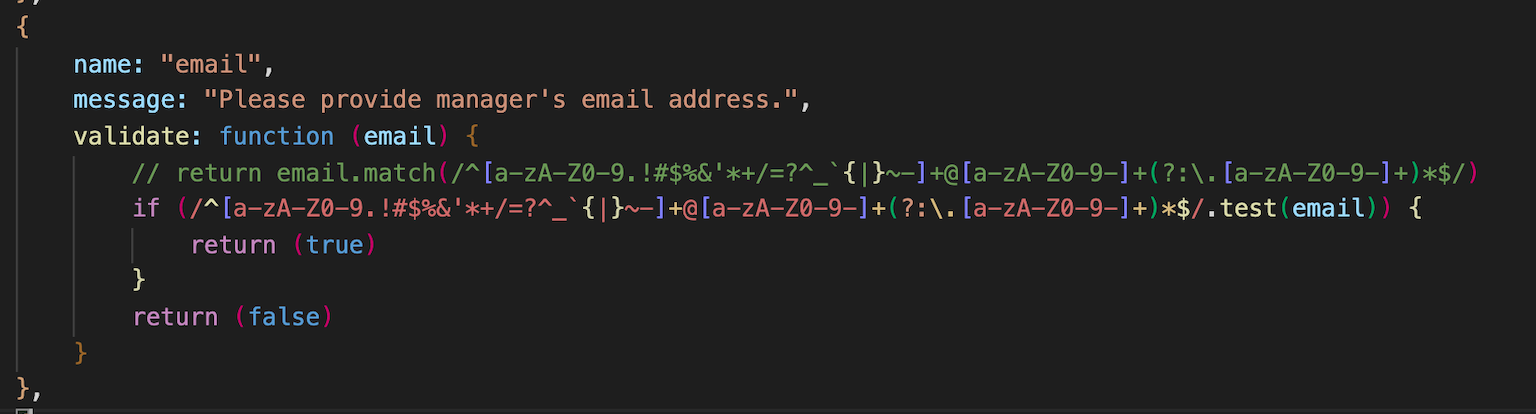 },
{
name: "email",
message: "Please provide manager's email address.",
validate: function (email) {
// return email.match(/^[a-zA-Z0-9.!#$%&'*+/=?^_`{|}~-]+@[a-zA-Z0-9-]+(?:\.[a-zA-Z0-9-]+)*$/)
if (/^[a-zA-Z0-9.!#$%&'*+/=?^_`{|}~-]+@[a-zA-Z0-9-]+(?:\.[a-zA-Z0-9-]+)*$/.test(email)) {
return (true)
}
return (false)
}
},